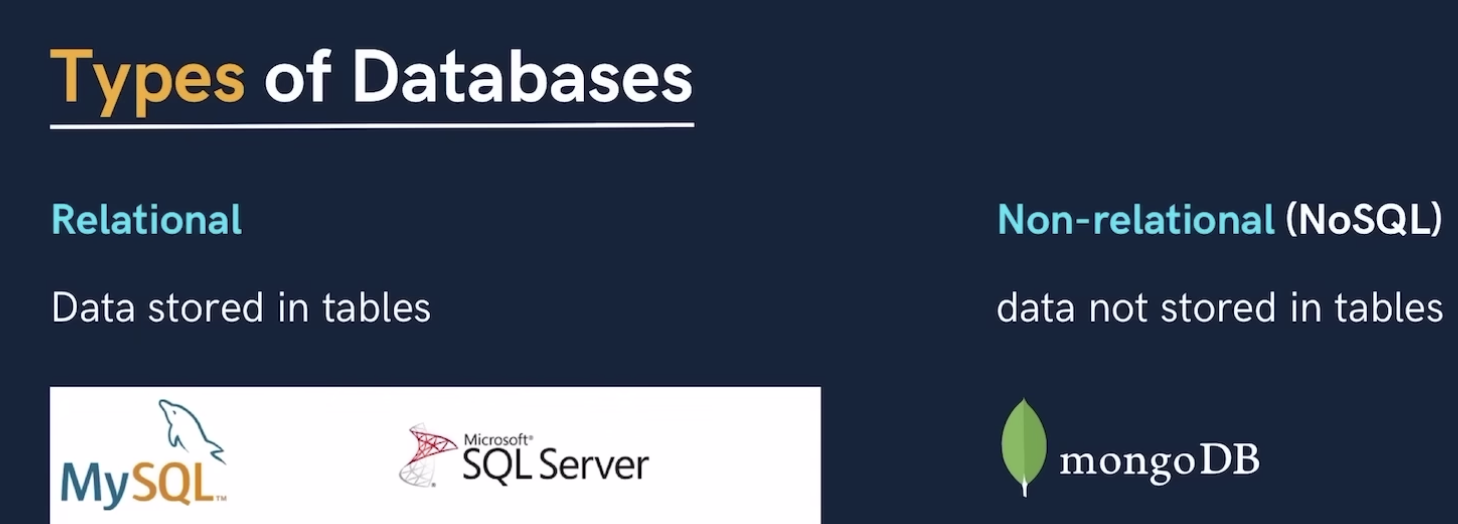 Types of Databases
Relational
Data stored in tables
MySQL™
Microsoft®
SQL Server®
Non-relational (NoSQL)
data not stored in tables
mongoDB